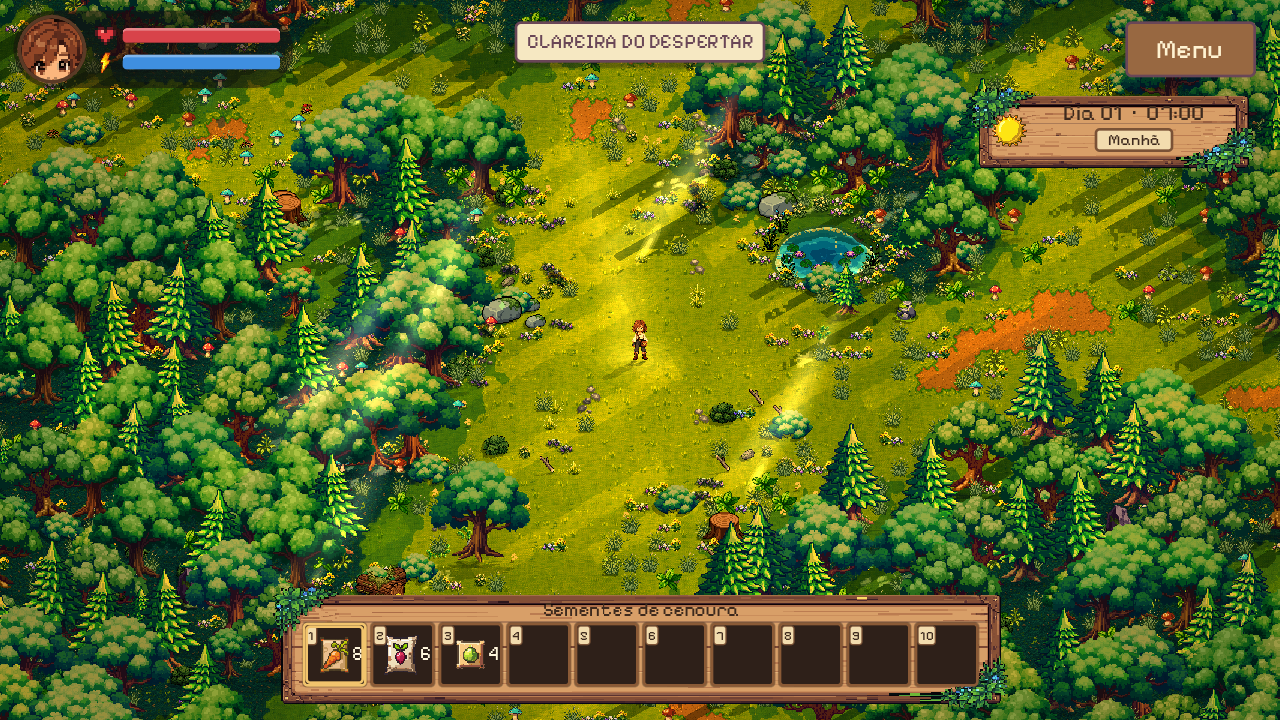 CLAREIRA DO DESPERTAR
Menu
Dia 01 · 07:00
Manhã
Sementes de cenoura
1 2 3 4 5 6 7 8 9 10
8 6 4